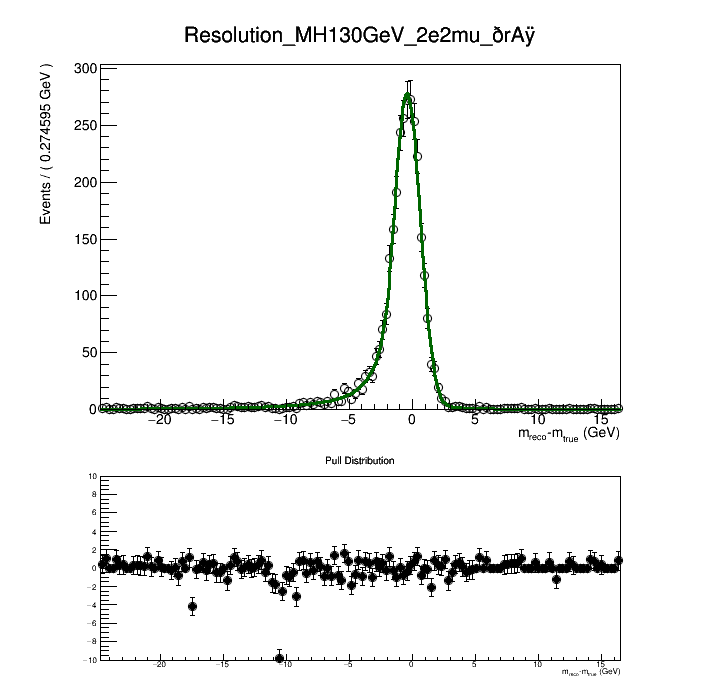 Resolution_MH130GeV_2e2mu_ðrAÿ
Events / ( 0.274595 GeV )
300
250
200
150
100
50
0
−20 −15 −10 −5 0 5 10 15
m_reco-m_true (GeV)
Pull Distribution
10
8
6
4
2
0
−2
−4
−6
−8
−10
−20 −15 −10 −5 0 5 10 15
m_reco-m_true (GeV)